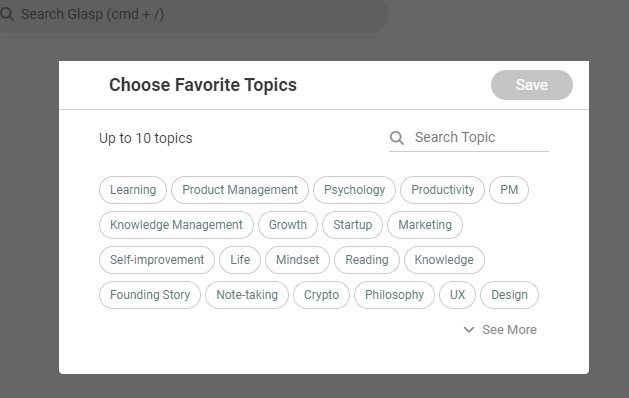 Search Glasp (cmd + /)
Choose Favorite Topics
Save
Up to 10 topics
Search Topic
Learning Product Management Psychology Productivity PM
Knowledge Management Growth Startup Marketing
Self-improvement Life Mindset Reading Knowledge
Founding Story Note-taking Crypto Philosophy UX Design
See More